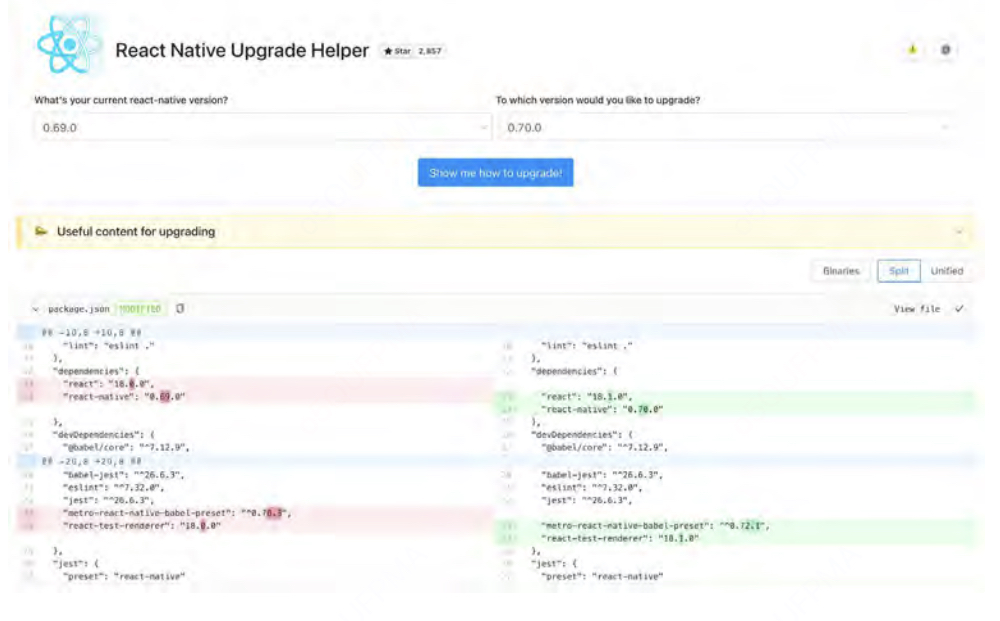 React Native Upgrade Helper ★ Star 2,857
What's your current react-native version? To which version would you like to upgrade?
0.69.0 0.70.0
Show me how to upgrade!
Useful content for upgrading
Binaries Split Unified
package.json MODIFIED View file
@@ -10,8 +10,8 @@
"lint": "eslint ." "lint": "eslint ."
}, },
"dependencies": { "dependencies": {
"react": "18.0.0", "react": "18.1.0",
"react-native": "0.69.0" "react-native": "0.70.0"
}, },
"devDependencies": { "devDependencies": {
"@babel/core": "^7.12.9", "@babel/core": "^7.12.9",
@@ -20,8 +20,8 @@
"babel-jest": "^26.6.3", "babel-jest": "^26.6.3",
"eslint": "^7.32.0", "eslint": "^7.32.0",
"jest": "^26.6.3", "jest": "^26.6.3",
"metro-react-native-babel-preset": "^0.70.3", "metro-react-native-babel-preset": "^0.72.1",
"react-test-renderer": "18.0.0" "react-test-renderer": "18.1.0"
}, },
"jest": { "jest": {
"preset": "react-native" "preset": "react-native"